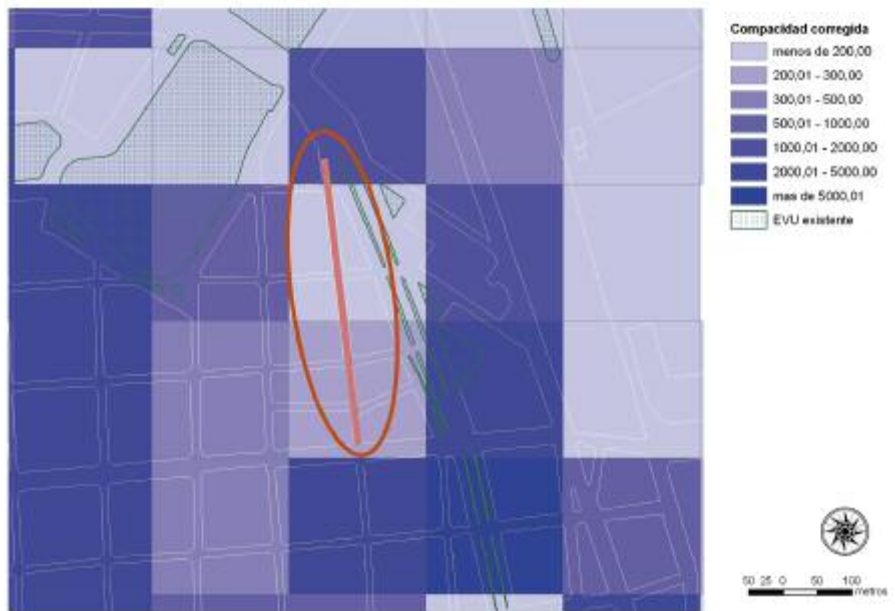 Compacidad corregida
menos de 200,00
200,01 - 300,00
300,01 - 500,00
500,01 - 1000,00
1000,01 - 2000,00
2000,01 - 5000,00
mas de 5000,01
EVU existente
50 25 0 50 100
metros